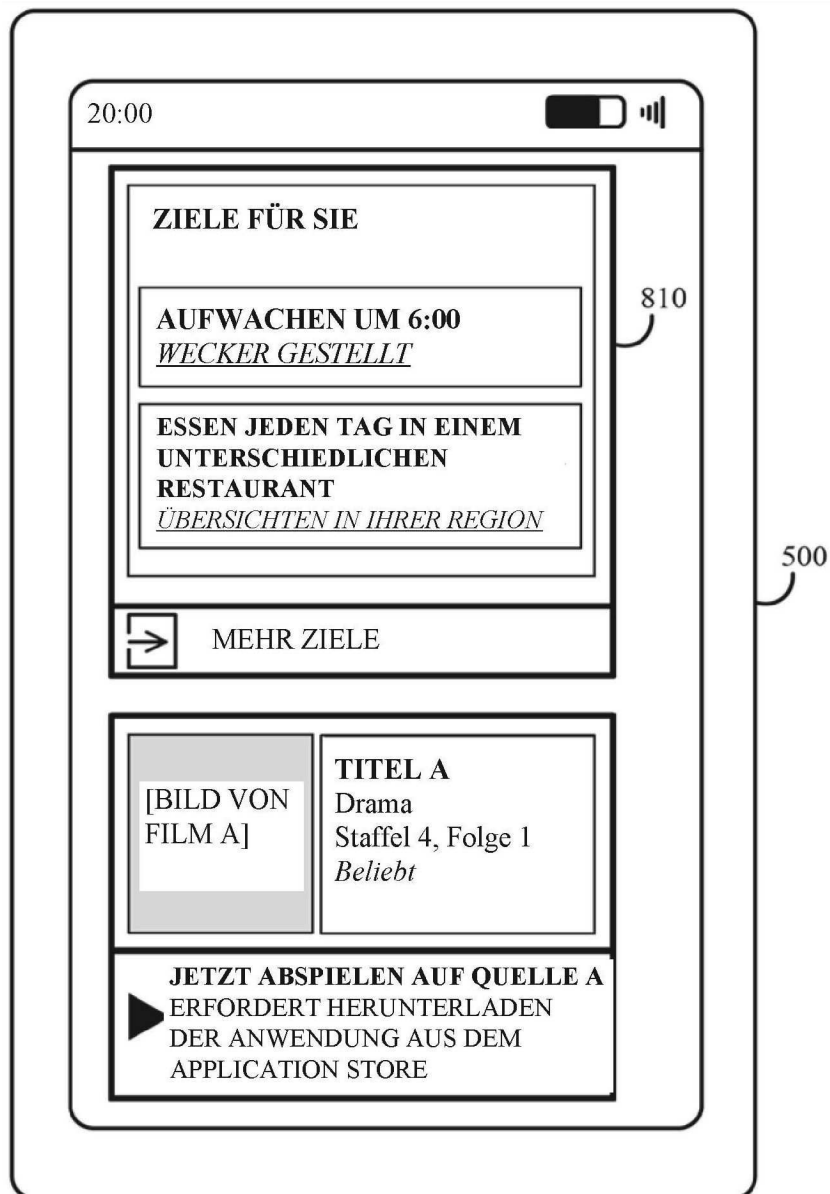 20:00
ZIELE FÜR SIE
810
AUFWACHEN UM 6:00
WECKER GESTELLT
ESSEN JEDEN TAG IN EINEM
UNTERSCHIEDLICHEN
RESTAURANT
ÜBERSICHTEN IN IHRER REGION
500
MEHR ZIELE
[BILD VON
FILM A]
TITEL A
Drama
Staffel 4, Folge 1
Beliebt
JETZT ABSPIELEN AUF QUELLE A
ERFORDERT HERUNTERLADEN
DER ANWENDUNG AUS DEM
APPLICATION STORE